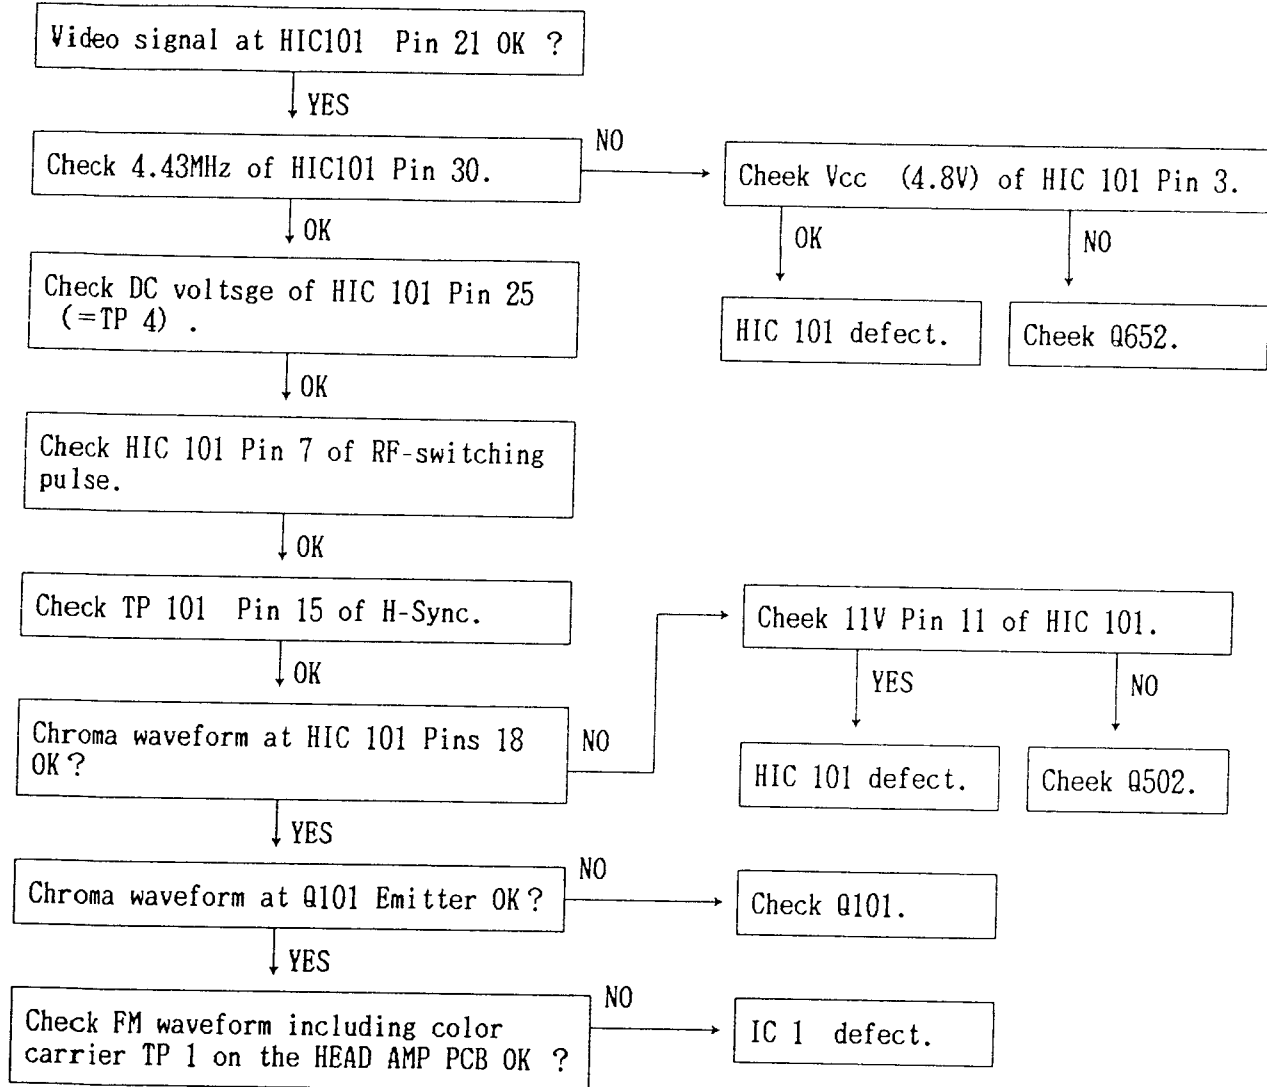 Video signal at HIC101 Pin 21 OK ?
YES
Check 4.43MHz of HIC101 Pin 30.
NO
Cheek Vcc (4.8V) of HIC 101 Pin 3.
OK
OK
NO
Check DC voltsge of HIC 101 Pin 25
(=TP 4) .
HIC 101 defect.
Cheek Q652.
OK
Check HIC 101 Pin 7 of RF-switching
pulse.
OK
Check TP 101 Pin 15 of H-Sync.
Cheek 11V Pin 11 of HIC 101.
OK
YES
NO
Chroma waveform at HIC 101 Pins 18
OK?
NO
HIC 101 defect.
Cheek Q502.
YES
Chroma waveform at Q101 Emitter OK?
NO
Check Q101.
YES
Check FM waveform including color
carrier TP 1 on the HEAD AMP PCB OK ?
NO
IC 1 defect.